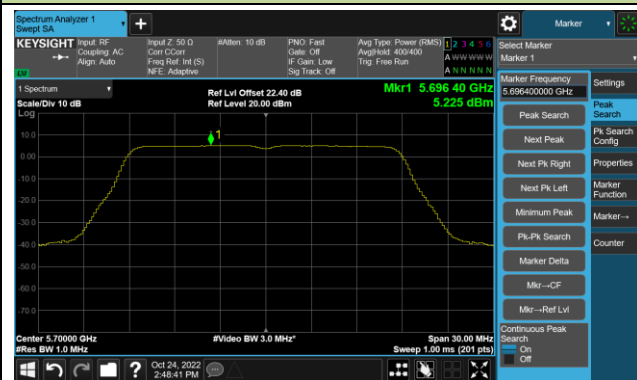 Spectrum Analyzer 1
Swept SA
+
Marker
KEYSIGHT
Input: RF
Coupling: AC
Align: Auto
Input Z: 50 Ω
Corr CCorr
Freq Ref: Int (S)
NFE: Adaptive
#Atten: 10 dB
PNO: Fast
Gate: Off
IF Gain: Low
Sig Track: Off
Avg Type: Power (RMS)
Avg|Hold: 400/400
Trig: Free Run
1 2 3 4 5 6
A W W W W W
A N N N N N
Select Marker
Marker 1
1 Spectrum
Scale/Div 10 dB
Log
Ref Lvl Offset 22.40 dB
Ref Level 20.00 dBm
Mkr1 5.696 40 GHz
5.225 dBm
1
10.0
0.00
-10.0
-20.0
-30.0
-40.0
-50.0
-60.0
-70.0
Center 5.70000 GHz
#Res BW 1.0 MHz
#Video BW 3.0 MHz*
Span 30.00 MHz
Sweep 1.00 ms (201 pts)
Marker Frequency
5.696400000 GHz
Peak Search
Next Peak
Next Pk Right
Next Pk Left
Minimum Peak
Pk-Pk Search
Marker Delta
Mkr→CF
Mkr→Ref Lvl
Continuous Peak
Search
On
Off
Settings
Peak
Search
Pk Search
Config
Properties
Marker
Function
Marker→
Counter
?
Oct 24, 2022
2:48:41 PM